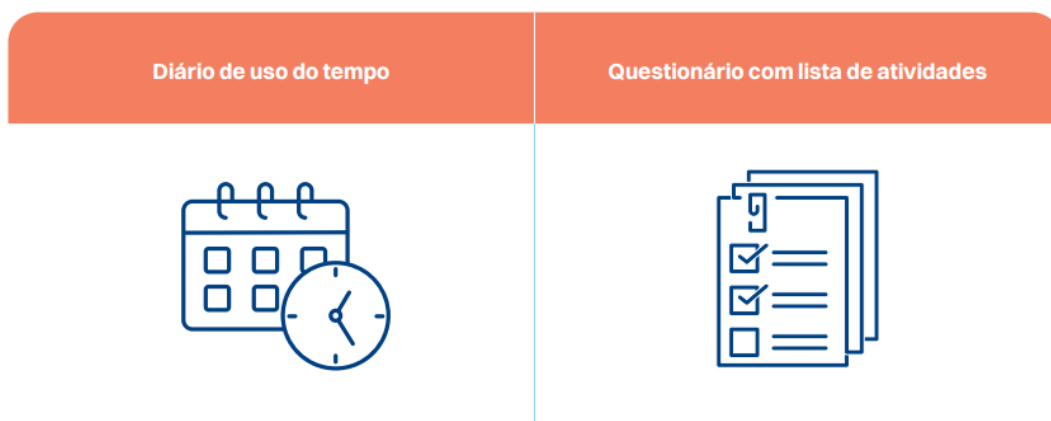 Diário de uso do tempo
Questionário com lista de atividades